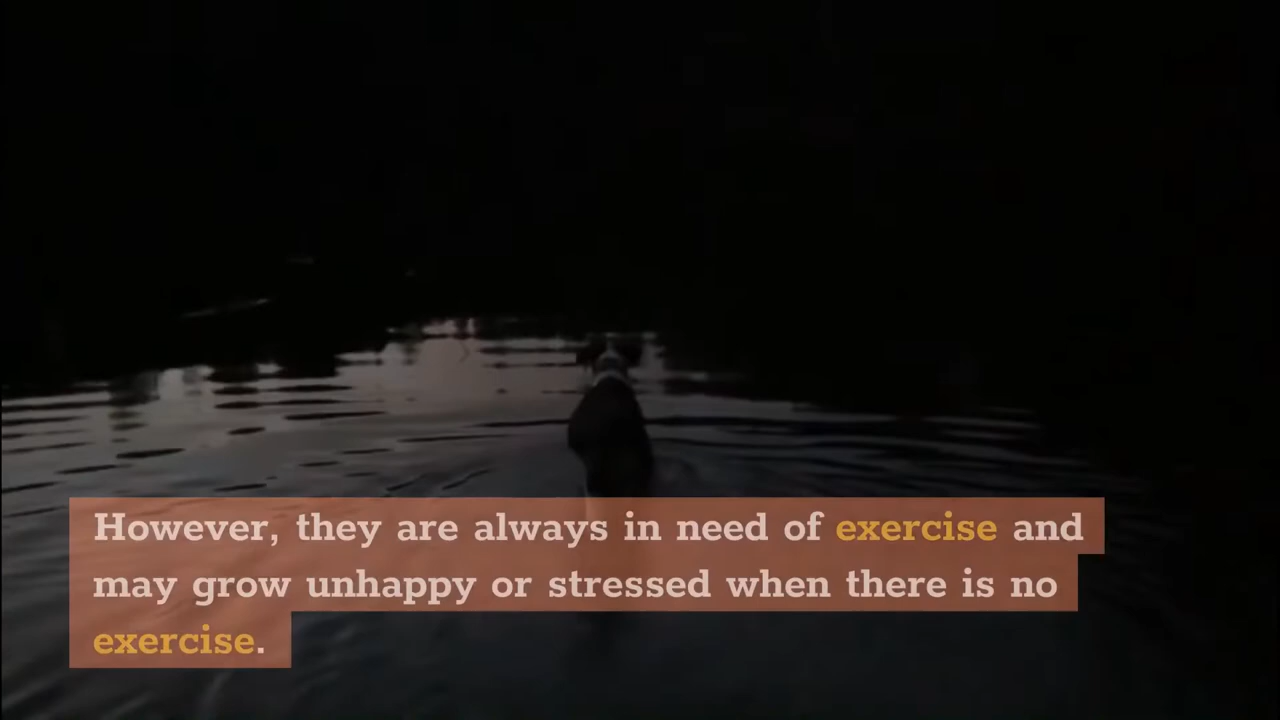 However, they are always in need of exercise and
may grow unhappy or stressed when there is no
exercise.